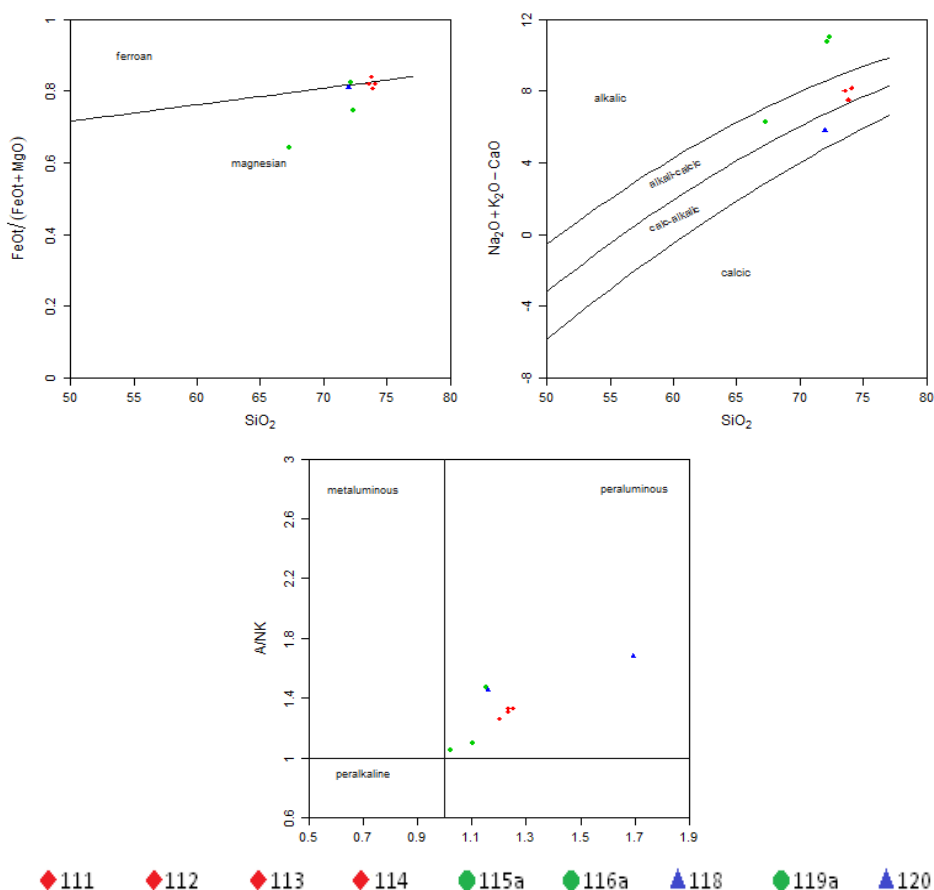 1
0.8
0.6
0.4
0.2
0
FeOt/(FeOt+MgO)
ferroan
magnesian
50 55 60 65 70 75 80
SiO₂
12
8
4
0
-4
-8
Na₂O+K₂O−CaO
alkalic
alkali-calcic
calc-alkalic
calcic
50 55 60 65 70 75 80
SiO₂
3
2.6
2.2
1.8
1.4
1
0.6
A/NK
metaluminous peraluminous
peralkaline
0.5 0.7 0.9 1.1 1.3 1.5 1.7 1.9
111 112 113 114 115a 116a 118 119a 120